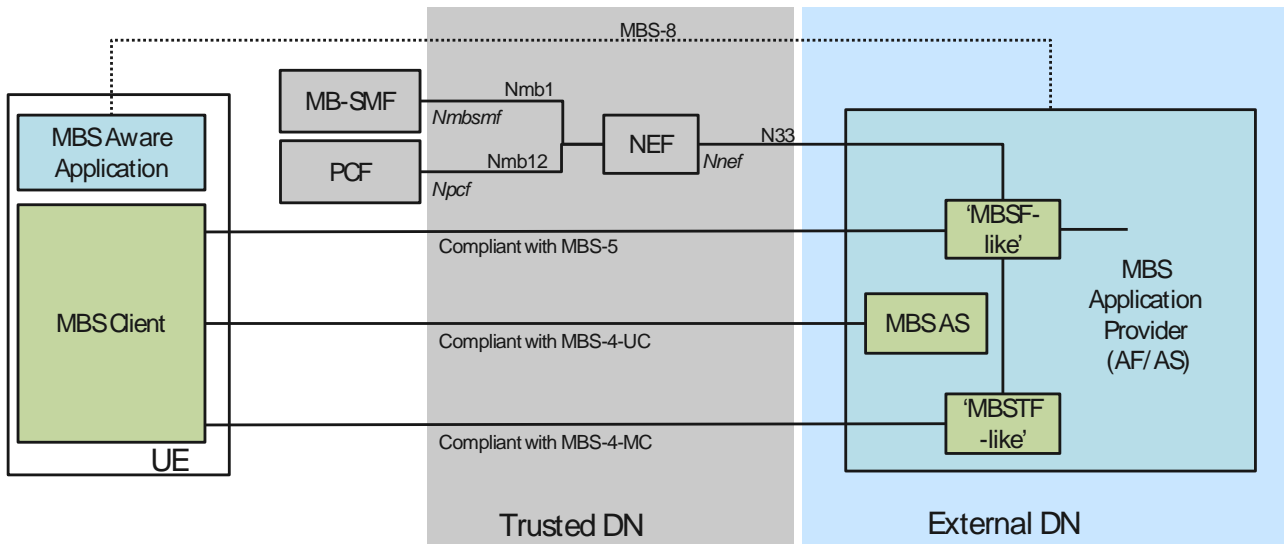 MBS-8
MB-SMF
Nmb1
Nmbsmf
MBS Aware
Application
NEF
N33
Nnef
PCF
Nmb12
Npcf
'MBSF-
like'
Compliant with MBS-5
MBS
Application
Provider
(AF/AS)
MBS Client
MBS AS
Compliant with MBS-4-UC
'MBSTF
-like'
Compliant with MBS-4-MC
UE
Trusted DN
External DN